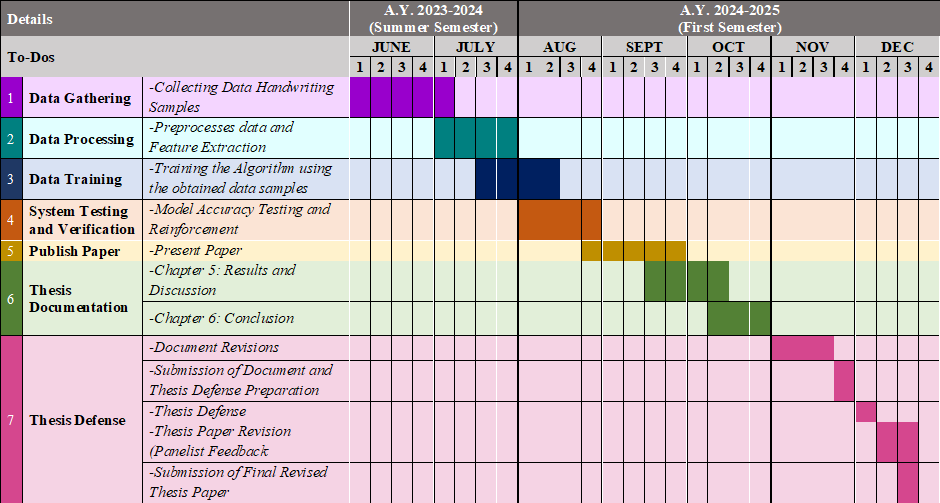 Details
A.Y. 2023-2024
(Summer Semester)
A.Y. 2024-2025
(First Semester)
To-Dos
JUNE JULY AUG SEPT OCT NOV DEC
1 2 3 4 1 2 3 4 1 2 3 4 1 2 3 4 1 2 3 4 1 2 3 4 1 2 3 4
1 Data Gathering
-Collecting Data Handwriting
Samples
2 Data Processing
-Preprocesses data and
Feature Extraction
3 Data Training
-Training the Algorithm using
the obtained data samples
4 System Testing
and Verification
-Model Accuracy Testing and
Reinforcement
5 Publish Paper
-Present Paper
6 Thesis
Documentation
-Chapter 5: Results and
Discussion
-Chapter 6: Conclusion
7 Thesis Defense
-Document Revisions
-Submission of Document and
Thesis Defense Preparation
-Thesis Defense
-Thesis Paper Revision
(Panelist Feedback
-Submission of Final Revised
Thesis Paper